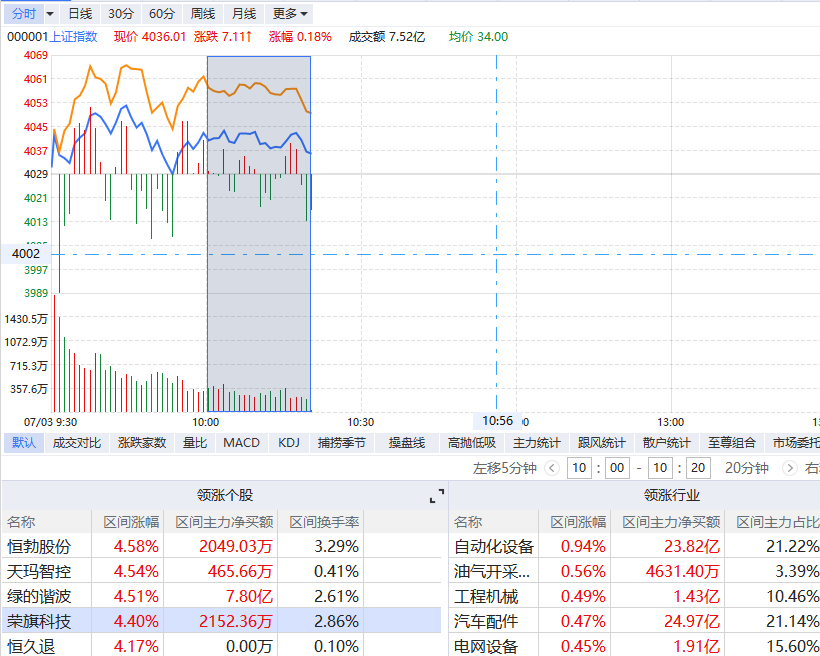 分时 日线 30分 60分 周线 月线 更多
000001上证指数 现价 4036.01 涨跌 7.11↑ 涨幅 0.18% 成交额 7.52亿 均价 34.00
4069
4061
4053
4045
4037
4029
4021
4013
4002
3997
3989
1430.5万
1072.9万
715.3万
357.6万
07/03 9:30 10:00 10:30 10:56 13:00
默认 成交对比 涨跌家数 量比 MACD KDJ 捕捞季节 操盘线 高抛低吸 主力统计 跟风统计 散户统计 至尊组合 市场委托
左移5分钟 10 : 00 - 10 : 20 20分钟 右
领涨个股 领涨行业
名称 区间涨幅 区间主力净买额 区间换手率 名称 区间涨幅 区间主力净买额 区间主力占比
恒勃股份 4.58% 2049.03万 3.29% 自动化设备 0.94% 23.82亿 21.22%
天玛智控 4.54% 465.66万 0.41% 油气开采... 0.56% 4631.40万 3.39%
绿的谐波 4.51% 7.80亿 2.61% 工程机械 0.49% 1.43亿 10.46%
荣旗科技 4.40% 2152.36万 2.86% 汽车配件 0.47% 24.97亿 21.14%
恒久退 4.17% 0.00万 0.10% 电网设备 0.45% 1.91亿 15.60%